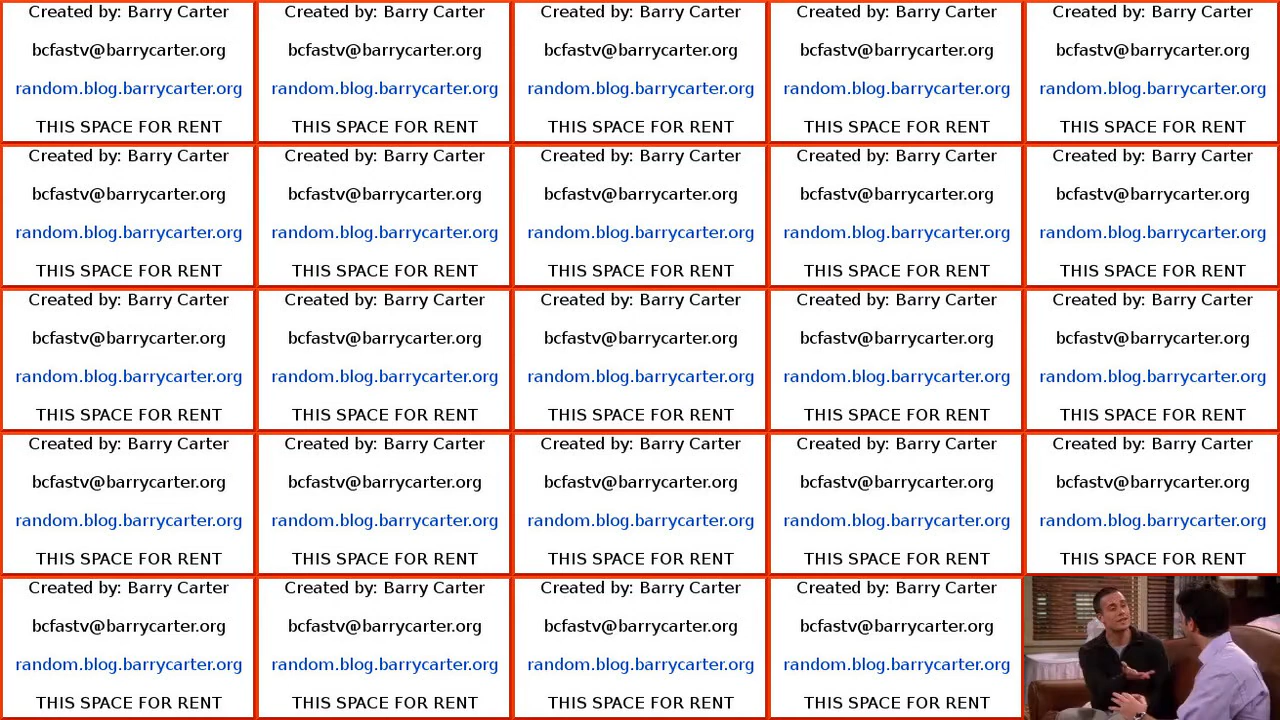 Created by: Barry Carter
bcfastv@barrycarter.org
random.blog.barrycarter.org
THIS SPACE FOR RENT
Created by: Barry Carter
bcfastv@barrycarter.org
random.blog.barrycarter.org
THIS SPACE FOR RENT
Created by: Barry Carter
bcfastv@barrycarter.org
random.blog.barrycarter.org
THIS SPACE FOR RENT
Created by: Barry Carter
bcfastv@barrycarter.org
random.blog.barrycarter.org
THIS SPACE FOR RENT
Created by: Barry Carter
bcfastv@barrycarter.org
random.blog.barrycarter.org
THIS SPACE FOR RENT
Created by: Barry Carter
bcfastv@barrycarter.org
random.blog.barrycarter.org
THIS SPACE FOR RENT
Created by: Barry Carter
bcfastv@barrycarter.org
random.blog.barrycarter.org
THIS SPACE FOR RENT
Created by: Barry Carter
bcfastv@barrycarter.org
random.blog.barrycarter.org
THIS SPACE FOR RENT
Created by: Barry Carter
bcfastv@barrycarter.org
random.blog.barrycarter.org
THIS SPACE FOR RENT
Created by: Barry Carter
bcfastv@barrycarter.org
random.blog.barrycarter.org
THIS SPACE FOR RENT
Created by: Barry Carter
bcfastv@barrycarter.org
random.blog.barrycarter.org
THIS SPACE FOR RENT
Created by: Barry Carter
bcfastv@barrycarter.org
random.blog.barrycarter.org
THIS SPACE FOR RENT
Created by: Barry Carter
bcfastv@barrycarter.org
random.blog.barrycarter.org
THIS SPACE FOR RENT
Created by: Barry Carter
bcfastv@barrycarter.org
random.blog.barrycarter.org
THIS SPACE FOR RENT
Created by: Barry Carter
bcfastv@barrycarter.org
random.blog.barrycarter.org
THIS SPACE FOR RENT
Created by: Barry Carter
bcfastv@barrycarter.org
random.blog.barrycarter.org
THIS SPACE FOR RENT
Created by: Barry Carter
bcfastv@barrycarter.org
random.blog.barrycarter.org
THIS SPACE FOR RENT
Created by: Barry Carter
bcfastv@barrycarter.org
random.blog.barrycarter.org
THIS SPACE FOR RENT
Created by: Barry Carter
bcfastv@barrycarter.org
random.blog.barrycarter.org
THIS SPACE FOR RENT
Created by: Barry Carter
bcfastv@barrycarter.org
random.blog.barrycarter.org
THIS SPACE FOR RENT
Created by: Barry Carter
bcfastv@barrycarter.org
random.blog.barrycarter.org
THIS SPACE FOR RENT
Created by: Barry Carter
bcfastv@barrycarter.org
random.blog.barrycarter.org
THIS SPACE FOR RENT
Created by: Barry Carter
bcfastv@barrycarter.org
random.blog.barrycarter.org
THIS SPACE FOR RENT
Created by: Barry Carter
bcfastv@barrycarter.org
random.blog.barrycarter.org
THIS SPACE FOR RENT